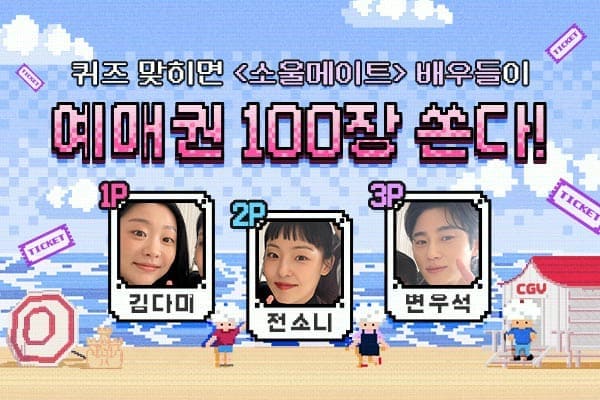 퀴즈 맞히면 <소울메이트> 배우들이
예매권 100장 쏜다!
TICKET
TICKET
TICKET
TICKET
1P
김다미
2P
전소니
3P
변우석
CGV